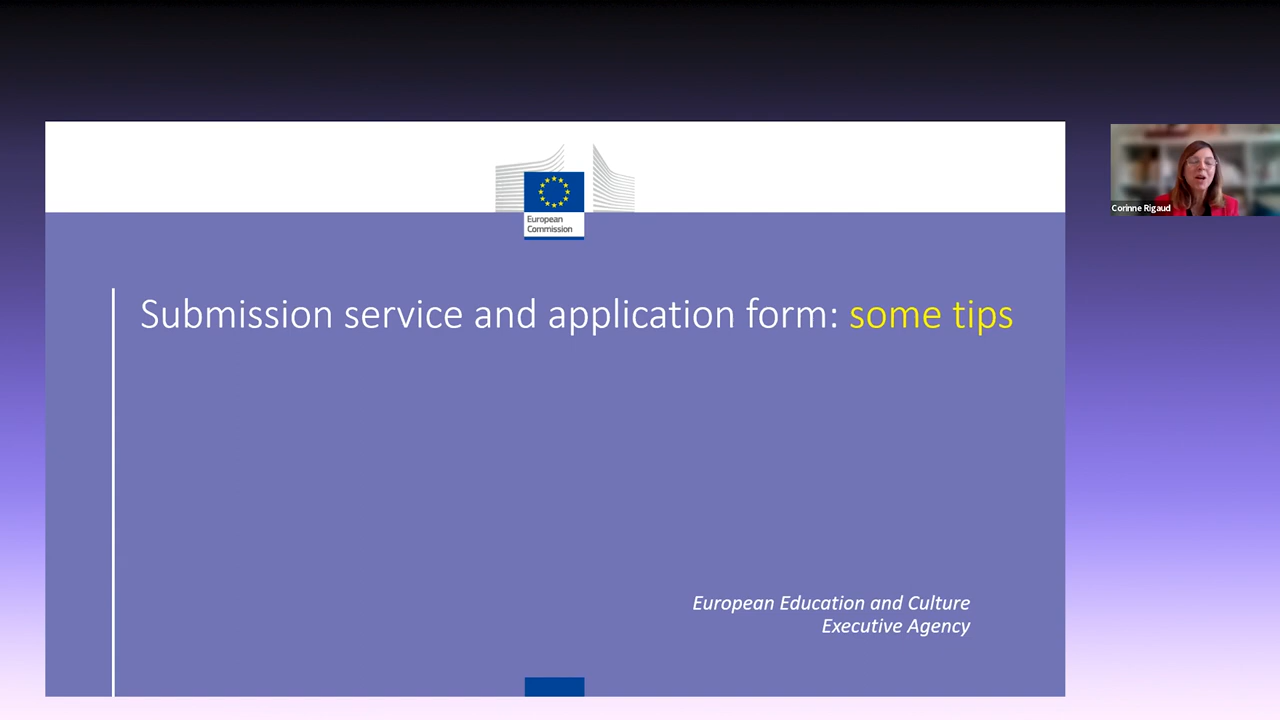 European
Commission
Submission service and application form: some tips
European Education and Culture
Executive Agency
Corinne Rigaud